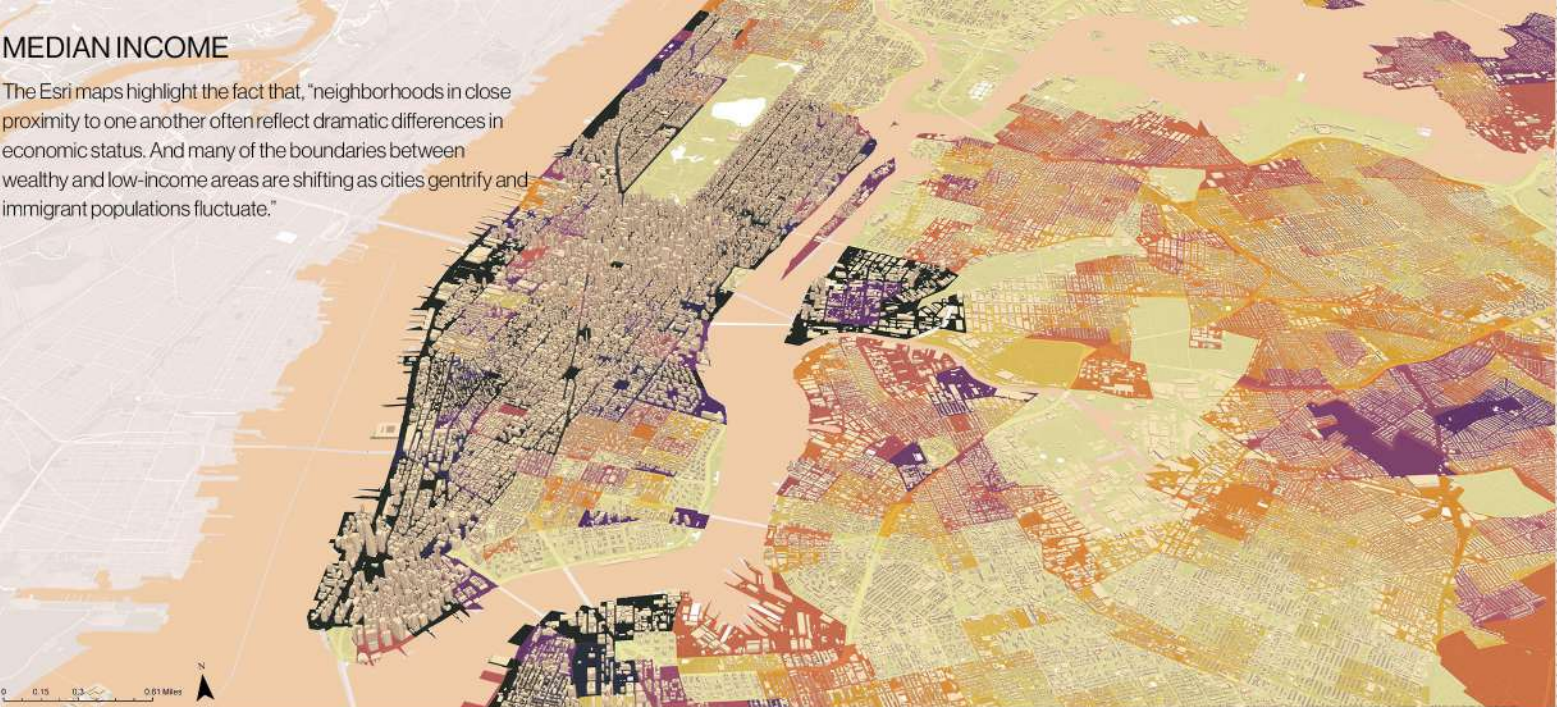 MEDIAN INCOME
The Esri maps highlight the fact that, “neighborhoods in close
proximity to one another often reflect dramatic differences in
economic status. And many of the boundaries between
wealthy and low-income areas are shifting as cities gentrify and
immigrant populations fluctuate.”
N
0 0.15 0.3 0.61 Miles